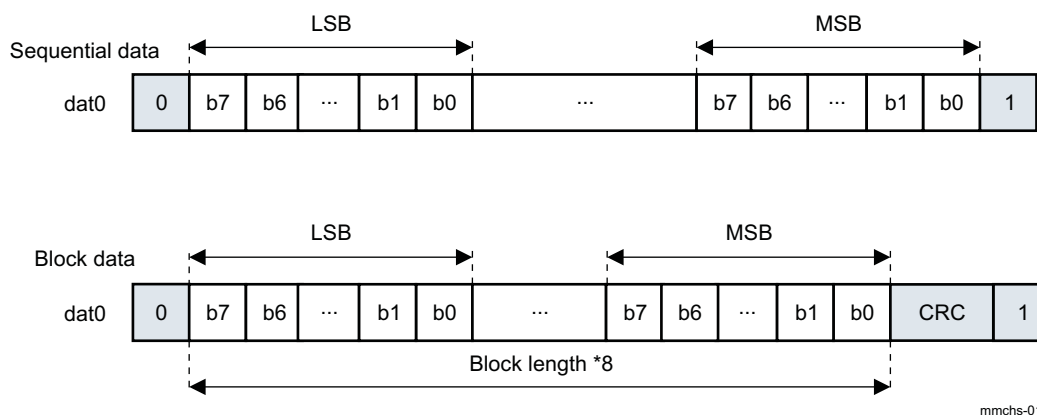 LSB MSB
Sequential data
dat0 0 b7 b6 ... b1 b0 ... b7 b6 ... b1 b0 1
LSB MSB
Block data
dat0 0 b7 b6 ... b1 b0 ... b7 b6 ... b1 b0 CRC 1
Block length *8